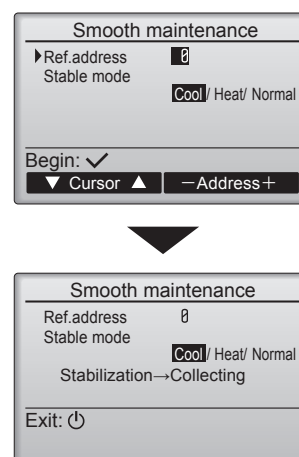 Smooth maintenance
Ref.address 0
Stable mode
Cool / Heat/ Normal
Begin: ✓
▼ Cursor ▲ －Address＋
Smooth maintenance
Ref.address 0
Stable mode
Cool / Heat/ Normal
Stabilization→Collecting
Exit: